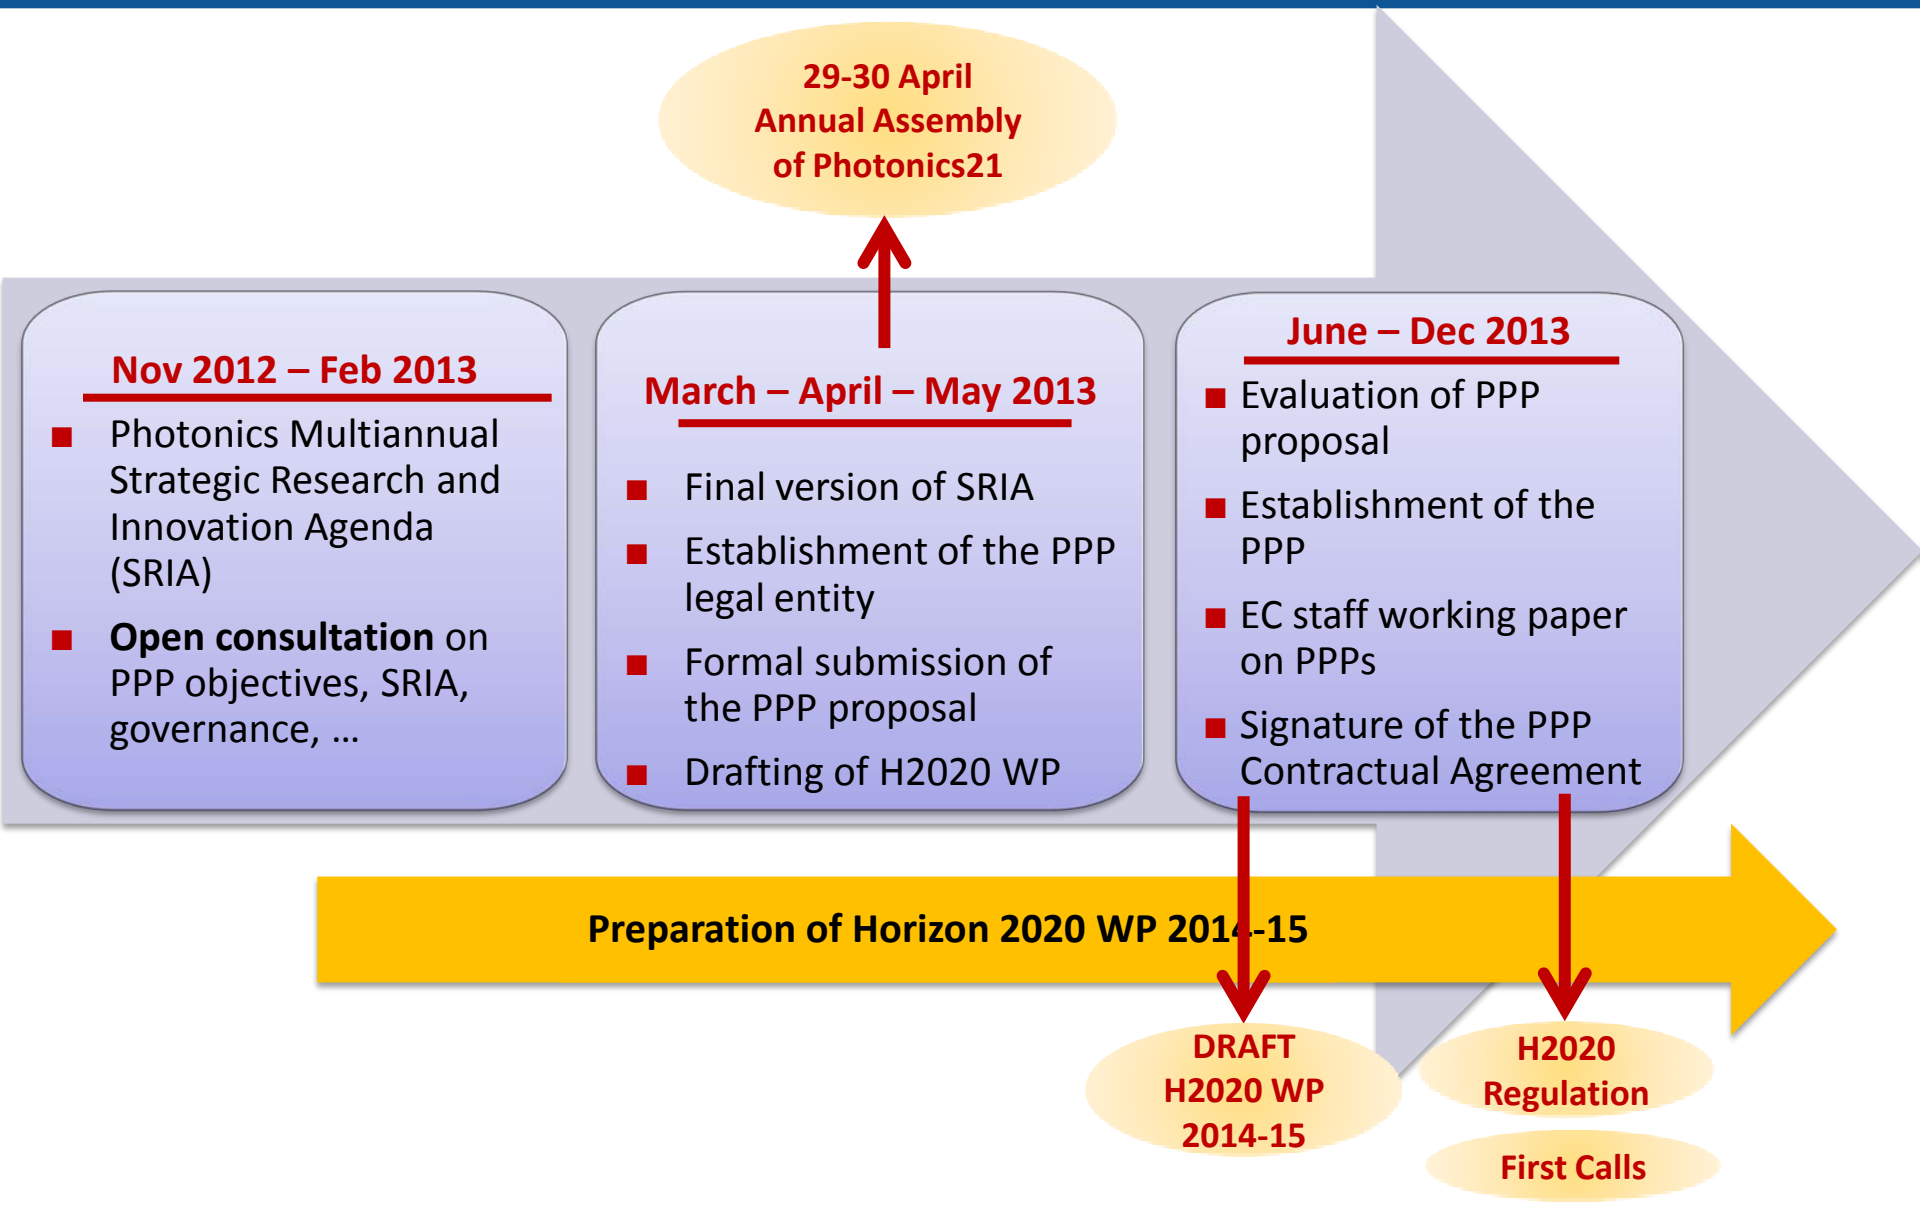 29-30 April
Annual Assembly
of Photonics21
Nov 2012 – Feb 2013
■ Photonics Multiannual
Strategic Research and
Innovation Agenda
(SRIA)
■ Open consultation on
PPP objectives, SRIA,
governance, ...
March – April – May 2013
■ Final version of SRIA
■ Establishment of the PPP
legal entity
■ Formal submission of
the PPP proposal
■ Drafting of H2020 WP
June – Dec 2013
■ Evaluation of PPP
proposal
■ Establishment of the
PPP
■ EC staff working paper
on PPPs
■ Signature of the PPP
Contractual Agreement
Preparation of Horizon 2020 WP 2014-15
DRAFT
H2020 WP
2014-15
H2020
Regulation
First Calls